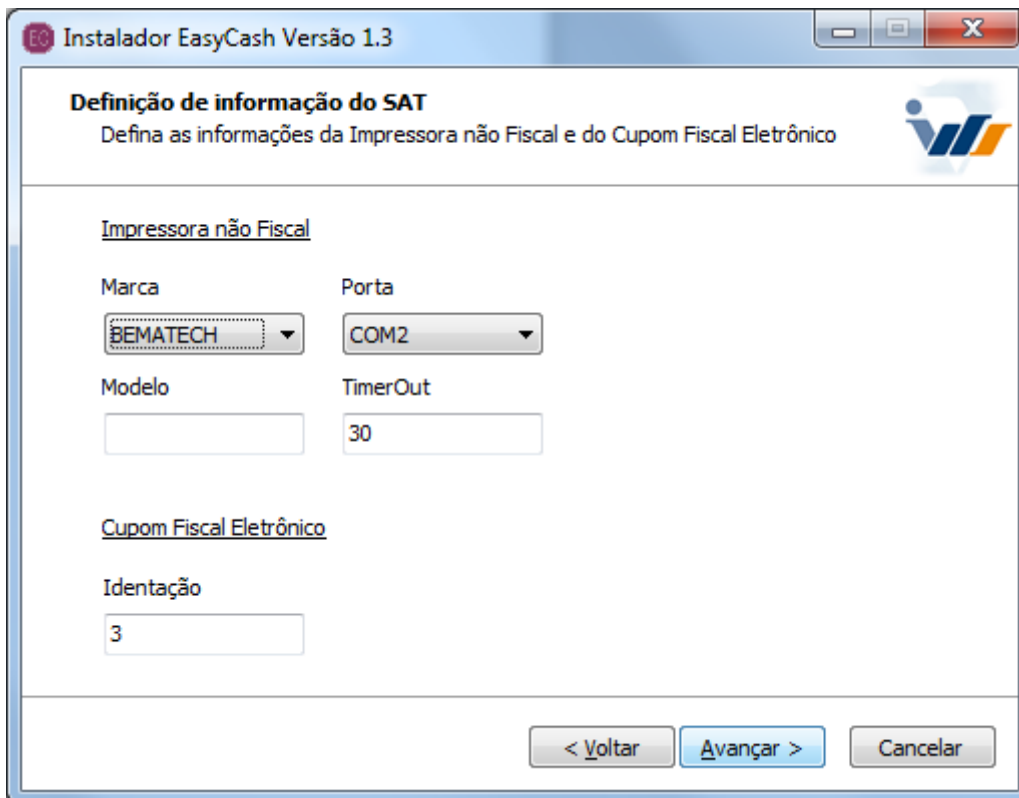 EC Instalador EasyCash Versão 1.3
Definição de informação do SAT
Defina as informações da Impressora não Fiscal e do Cupom Fiscal Eletrônico
Impressora não Fiscal
Marca Porta
BEMATECH COM2
Modelo TimerOut
30
Cupom Fiscal Eletrônico
Identação
3
< Voltar Avançar > Cancelar